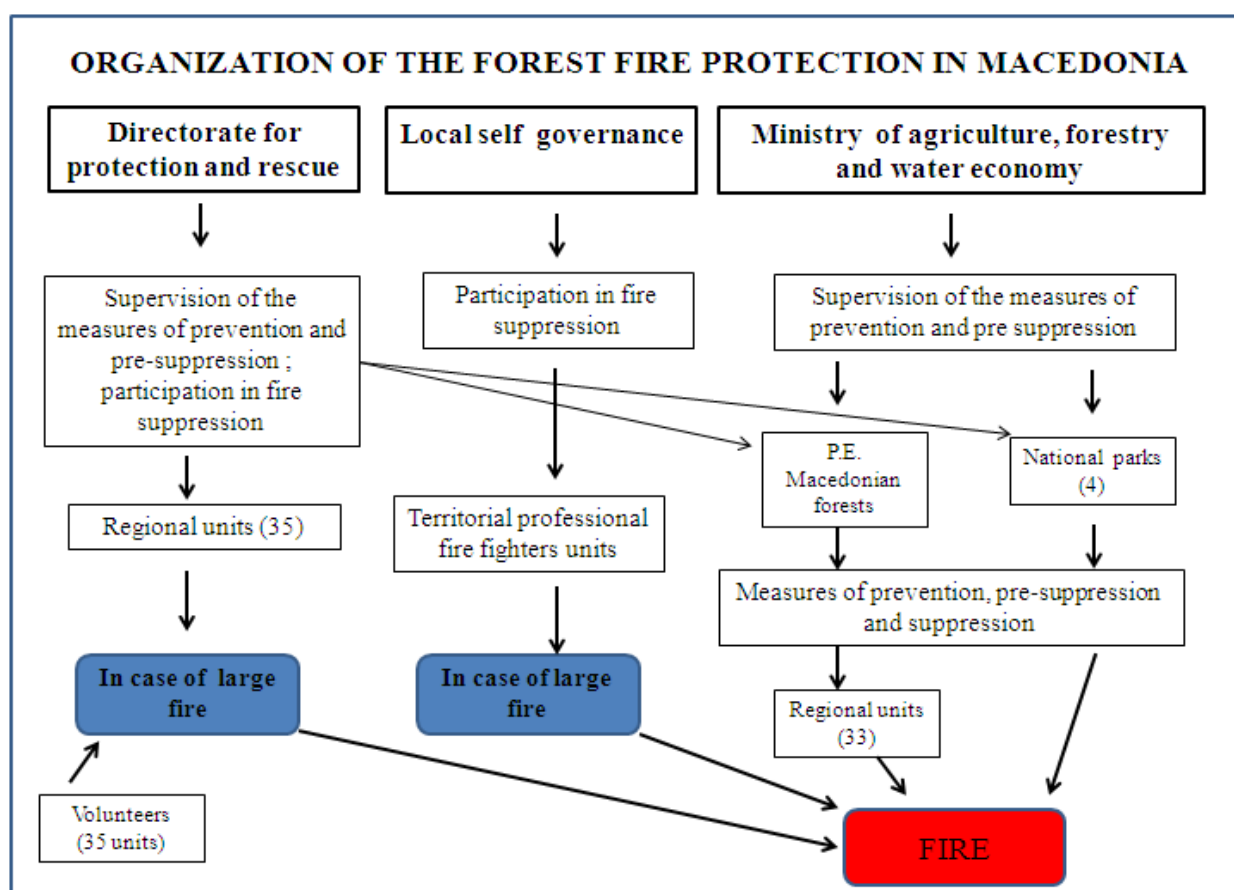 ORGANIZATION OF THE FOREST FIRE PROTECTION IN MACEDONIA
Directorate for
protection and rescue
Local self governance
Ministry of agriculture, forestry
and water economy
Supervision of the
measures of prevention and
pre-suppression ;
participation in fire
suppression
Participation in fire
suppression
Supervision of the measures of
prevention and pre suppression
P.E.
Macedonian
forests
National parks
(4)
Regional units (35)
Territorial professional
fire fighters units
Measures of prevention, pre-suppression
and suppression
In case of large
fire
In case of large
fire
Regional units
(33)
Volunteers
(35 units)
FIRE